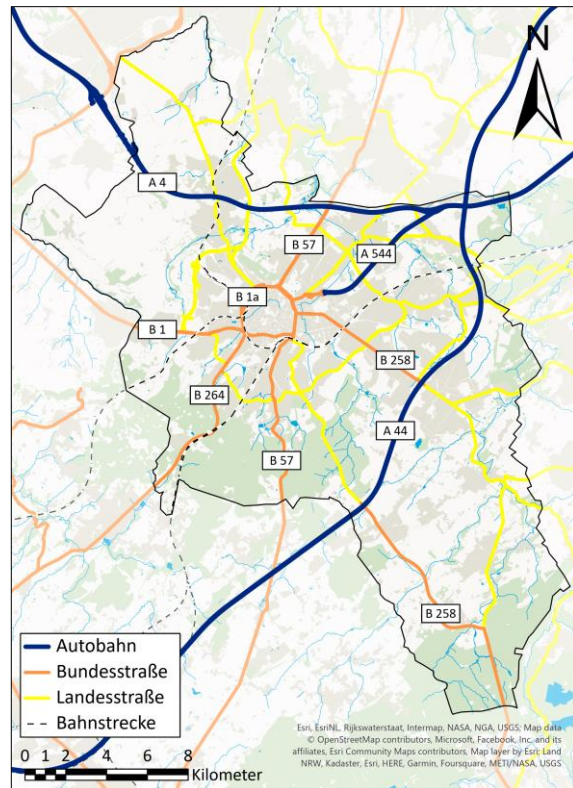 N
A 4
B 57
A 544
B 1a
B 1
B 258
B 264
A 44
B 57
B 258
Autobahn
Bundesstraße
Landesstraße
Bahnstrecke
0 1 2 4 6 8
Kilometer
Esri, EsriNL, Rijkswaterstaat, Intermap, NASA, NGA, USGS; Map data
© OpenStreetMap contributors, Microsoft, Facebook, Inc. and its
affiliates, Esri Community Maps contributors, Map layer by Esri; Land
NRW, Kadaster, Esri, HERE, Garmin, Foursquare, METI/NASA, USGS